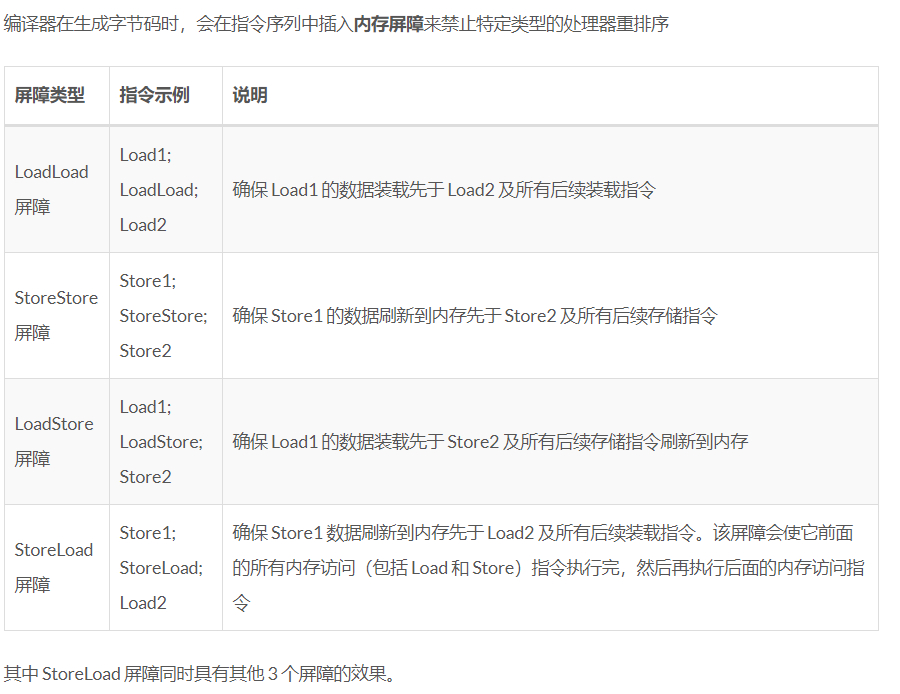 编译器在生成字节码时，会在指令序列中插入内存屏障来禁止特定类型的处理器重排序
屏障类型 指令示例 说明
LoadLoad
屏障
Load1;
LoadLoad;
Load2
确保 Load1 的数据装载先于 Load2 及所有后续装载指令
StoreStore
屏障
Store1;
StoreStore;
Store2
确保 Store1 的数据刷新到内存先于 Store2 及所有后续存储指令
LoadStore
屏障
Load1;
LoadStore;
Store2
确保 Load1 的数据装载先于 Store2 及所有后续存储指令刷新到内存
StoreLoad
屏障
Store1;
StoreLoad;
Load2
确保 Store1 数据刷新到内存先于 Load2 及所有后续装载指令。该屏障会使它前面
的所有内存访问（包括 Load 和 Store）指令执行完，然后再执行后面的内存访问指
令
其中 StoreLoad 屏障同时具有其他 3 个屏障的效果。